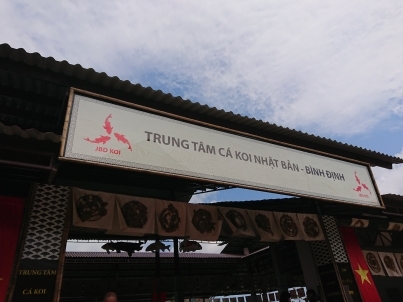 JBD KOI
TRUNG TÂM CÁ KOI NHẬT BẢN - BÌNH ĐỊNH
TRUNG TÂM
CÁ KOI